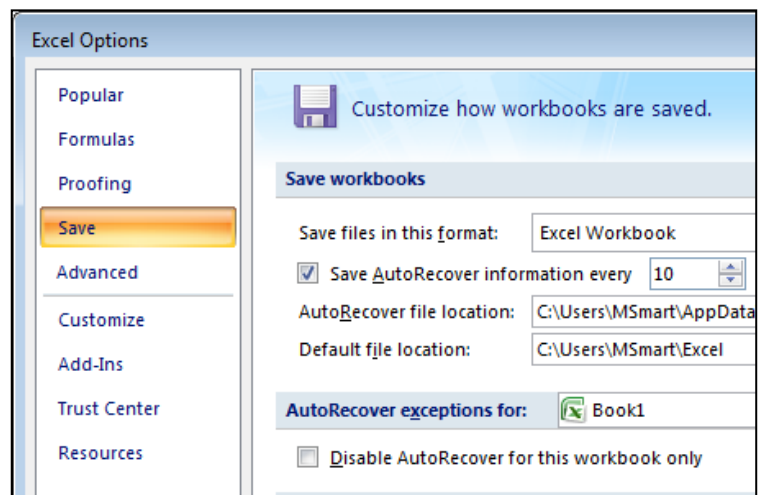 Excel Options
Popular
Formulas
Proofing
Save
Advanced
Customize
Add-Ins
Trust Center
Resources
Customize how workbooks are saved.
Save workbooks
Save files in this format: Excel Workbook
Save AutoRecover information every 10
AutoRecover file location: C:\Users\MSmart\AppData
Default file location: C:\Users\MSmart\Excel
AutoRecover exceptions for: Book1
Disable AutoRecover for this workbook only